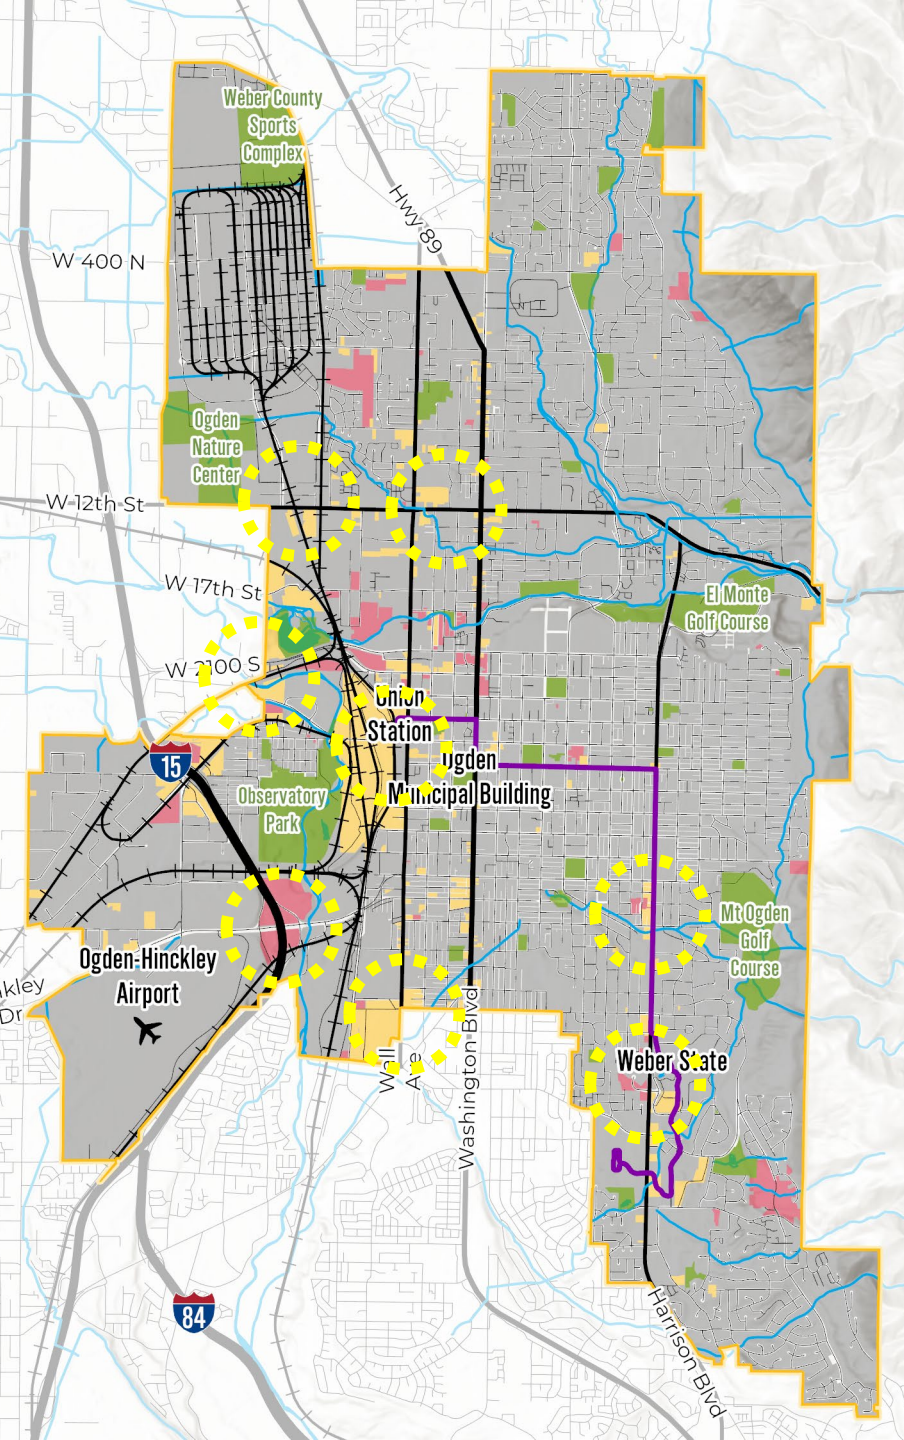 Weber County
Sports
Complex
Hwy 89
W 400 N
Ogden
Nature
Center
W 12th St
W 17th St
El Monte
Golf Course
W 2100 S
Union
Station
15
Ogden
Municipal Building
Observatory
Park
Mt Ogden
Golf
Course
Ogden-Hinckley
Airport
nkley
Dr
Wall
Ave
Washington Blvd
Weber State
84
Harrison Blvd